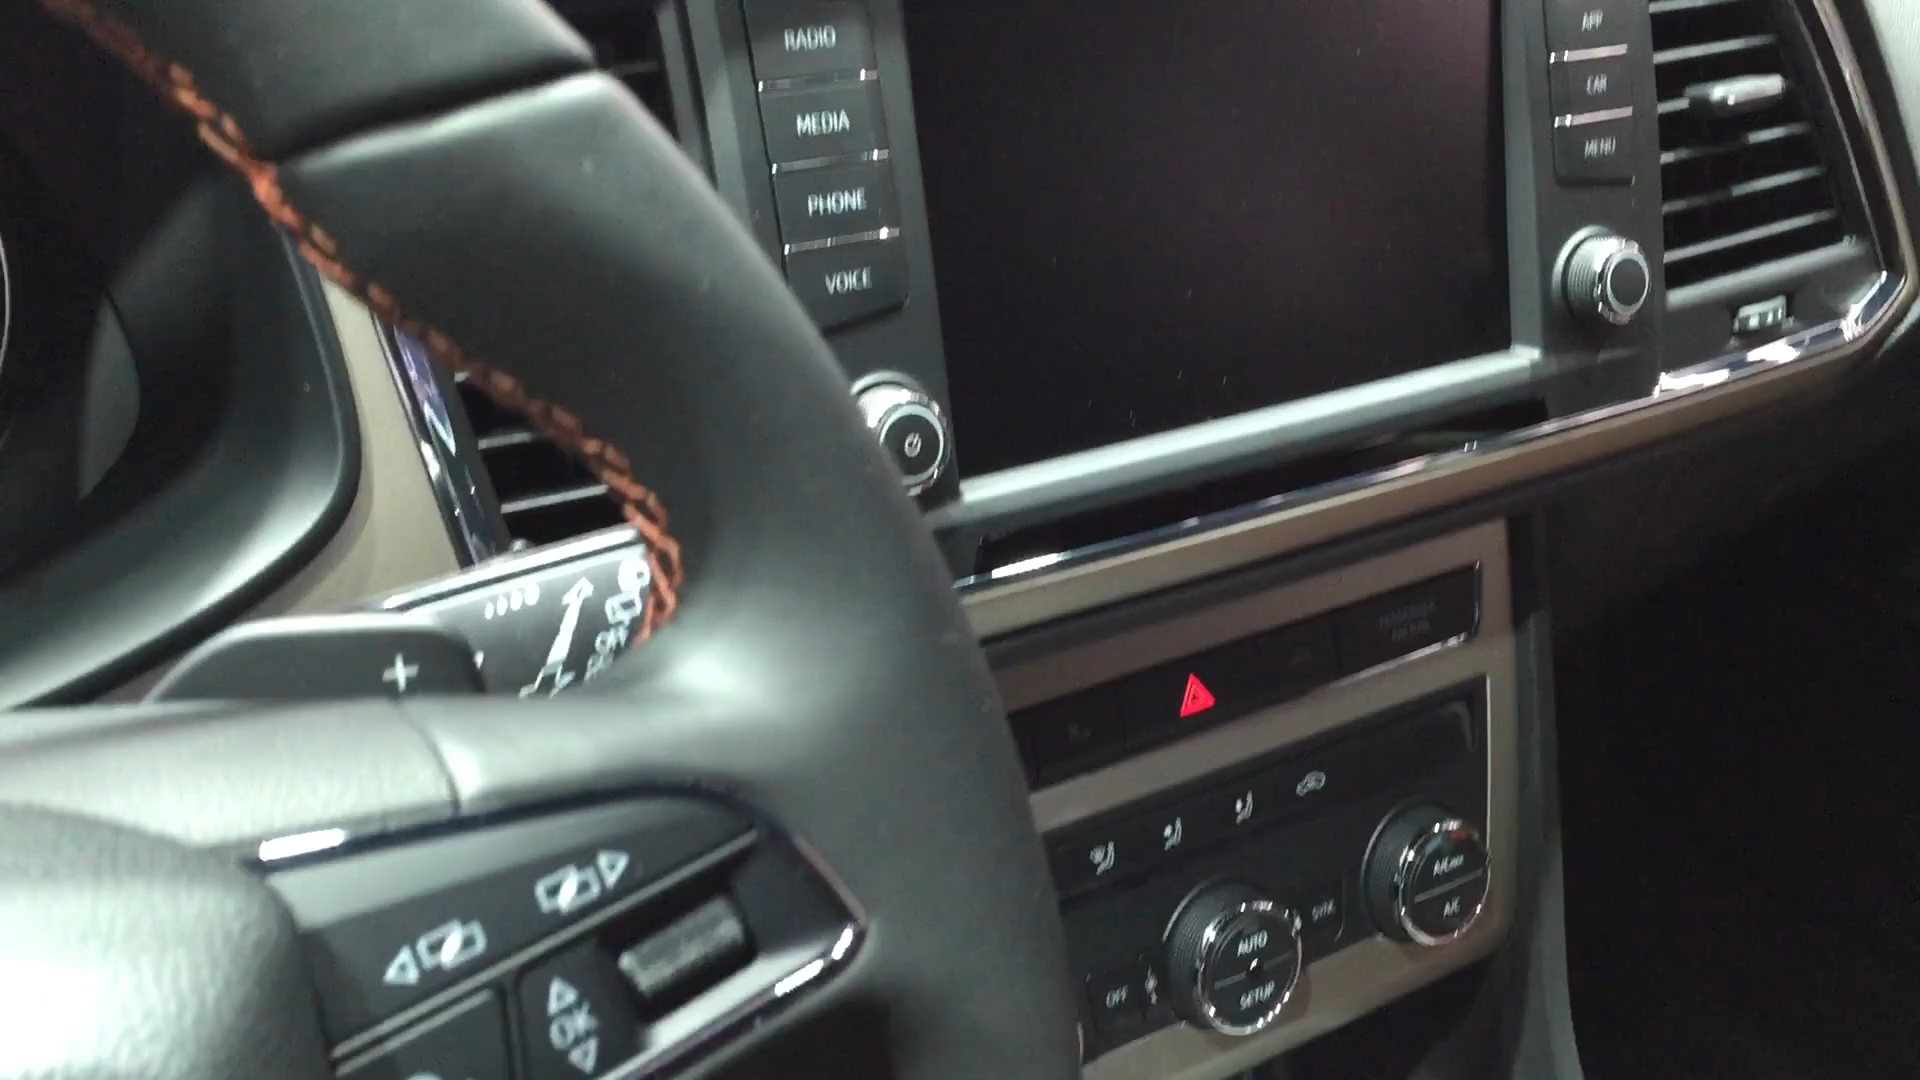 RADIO
MEDIA
PHONE
VOICE
APP
CAR
MENU
+
OFF
AUTO
SETUP
SYNC
A/C
OK